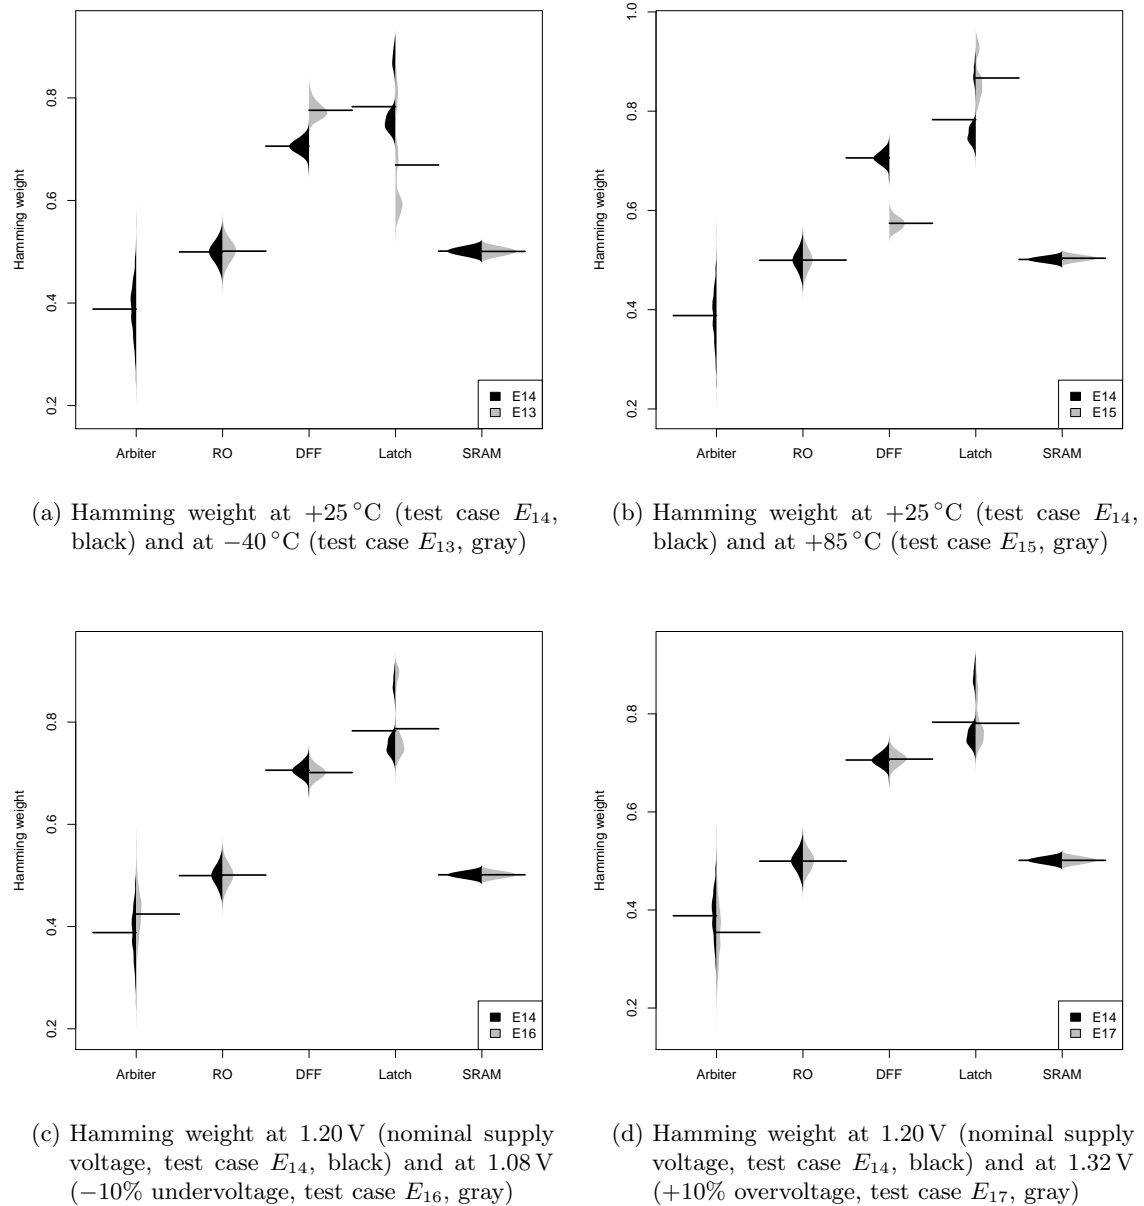 Hamming weight
0.8
0.6
0.4
0.2
Arbiter RO DFF Latch SRAM
E14
E13
(a) Hamming weight at +25 °C (test case E14,
black) and at −40 °C (test case E13, gray)
Hamming weight
1.0
0.8
0.6
0.4
0.2
Arbiter RO DFF Latch SRAM
E14
E15
(b) Hamming weight at +25 °C (test case E14,
black) and at +85 °C (test case E15, gray)
Hamming weight
0.8
0.6
0.4
0.2
Arbiter RO DFF Latch SRAM
E14
E16
(c) Hamming weight at 1.20 V (nominal supply
voltage, test case E14, black) and at 1.08 V
(−10% undervoltage, test case E16, gray)
Hamming weight
0.8
0.6
0.4
0.2
Arbiter RO DFF Latch SRAM
E14
E17
(d) Hamming weight at 1.20 V (nominal supply
voltage, test case E14, black) and at 1.32 V
(+10% overvoltage, test case E17, gray)